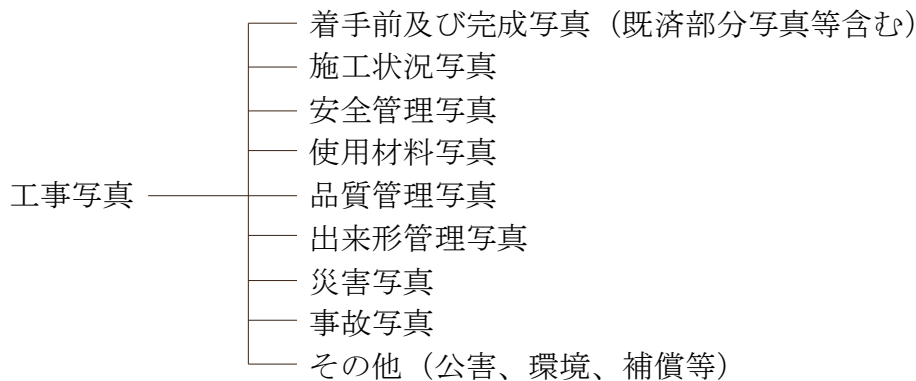 工事写真
着手前及び完成写真（既済部分写真等含む）
施工状況写真
安全管理写真
使用材料写真
品質管理写真
出来形管理写真
災害写真
事故写真
その他（公害、環境、補償等）